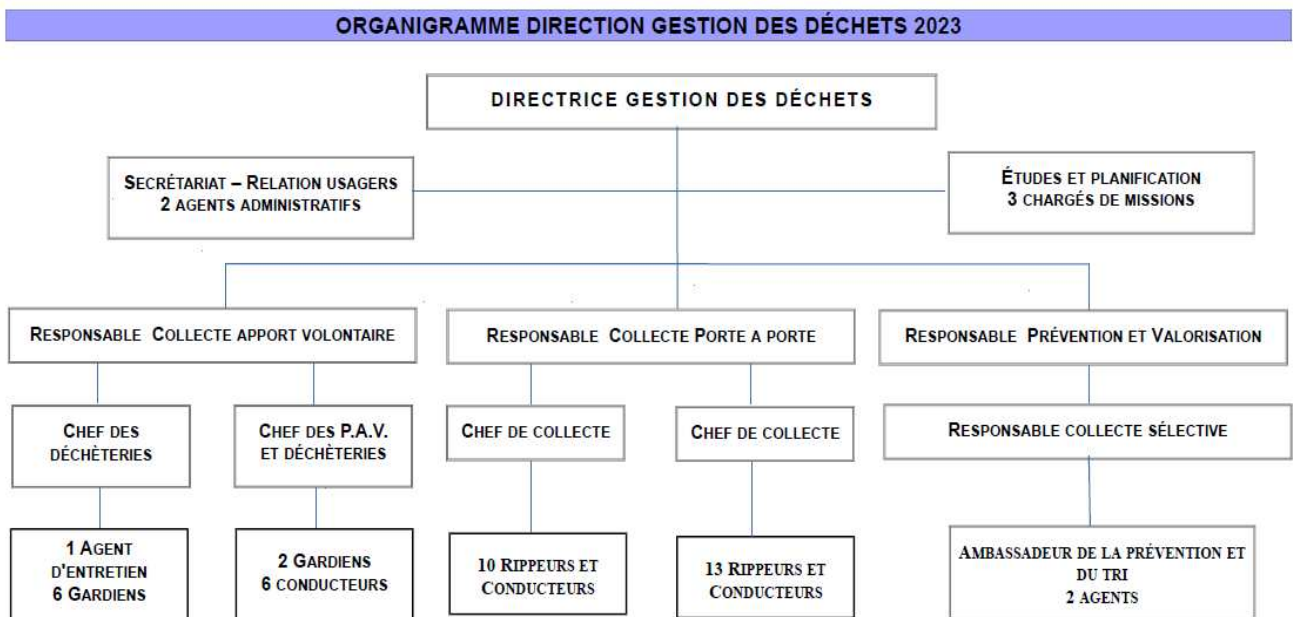 ORGANIGRAMME DIRECTION GESTION DES DÉCHETS 2023
DIRECTRICE GESTION DES DÉCHETS
SECRÉTARIAT – RELATION USAGERS
2 AGENTS ADMINISTRATIFS
ÉTUDES ET PLANIFICATION
3 CHARGÉS DE MISSIONS
RESPONSABLE COLLECTE APPORT VOLONTAIRE
RESPONSABLE COLLECTE PORTE A PORTE
RESPONSABLE PRÉVENTION ET VALORISATION
CHEF DES
DÉCHÈTERIES
CHEF DES P.A.V.
ET DÉCHÈTERIES
CHEF DE COLLECTE
CHEF DE COLLECTE
RESPONSABLE COLLECTE SÉLECTIVE
1 AGENT
D'ENTRETIEN
6 GARDIENS
2 GARDIENS
6 CONDUCTEURS
10 RIPPEURS ET
CONDUCTEURS
13 RIPPEURS ET
CONDUCTEURS
AMBASSADEUR DE LA PRÉVENTION ET
DU TRI
2 AGENTS